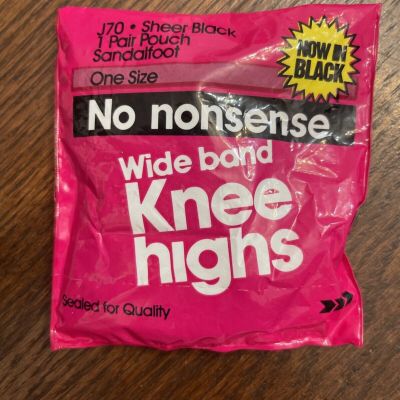 J70 • Sheer Black
1 Pair Pouch
Sandalfoot
NOW IN
BLACK
One Size
No nonsense
Wide band
Knee
highs
Sealed for Quality